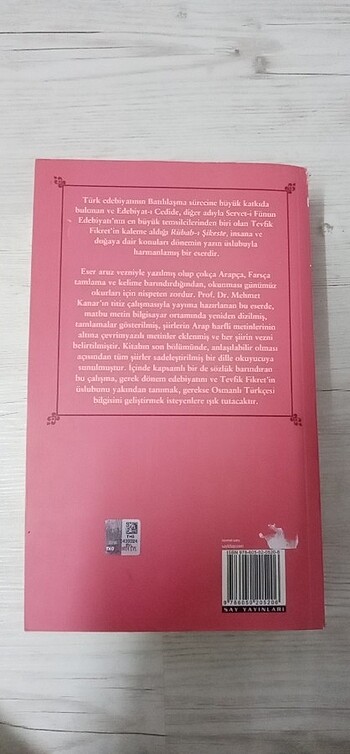 Türk edebiyatının Batılılaşma sürecine büyük katkıda
bulunun ve Edebiyat-ı Cedîde, diğer adıyla Servet-i Fünun
Edebiyatı'nın en büyük temsilcilerinden biri olan Tevfik
Fikret'in kaleme aldığı Rübab-ı Şikeste, insana ve
doğaya dair konuları dönemin yazın üslubuyla
harmanlamış bir eserdir.
Eser aruz vezniyle yazılmış olup çokça Arapça, Farsça
tamlama ve kelime barındırdığından, okunması günümüz
okurları için nispeten zordur. Prof. Dr. Mehmet
Kanar'ın titiz çalışmasıyla yayıma hazırlanan bu eserde,
matbu metin bilgisayar ortamında yeniden dizilmiş,
tamlamalar gösterilmiş, şiirlerin Arap harfli metinlerinin
altına çevriyazılı metinler eklenmiş ve her şiirin vezni
belirtilmiştir. Kitabın son bölümünde, anlaşılabilir olması
açısından tüm şiirler sadeleştirilmiş bir dille okuyucuya
sunulmuştur. İçinde kapsamlı bir de sözlük barındıran
bu çalışma, gerek dönem edebiyatını ve Tevfik Fikret'in
üslubunu yakından tanımak, gerekse Osmanlı Türkçesi
bilgisini geliştirmek isteyenlere ışık tutacaktır.
SAY YAYINLARI